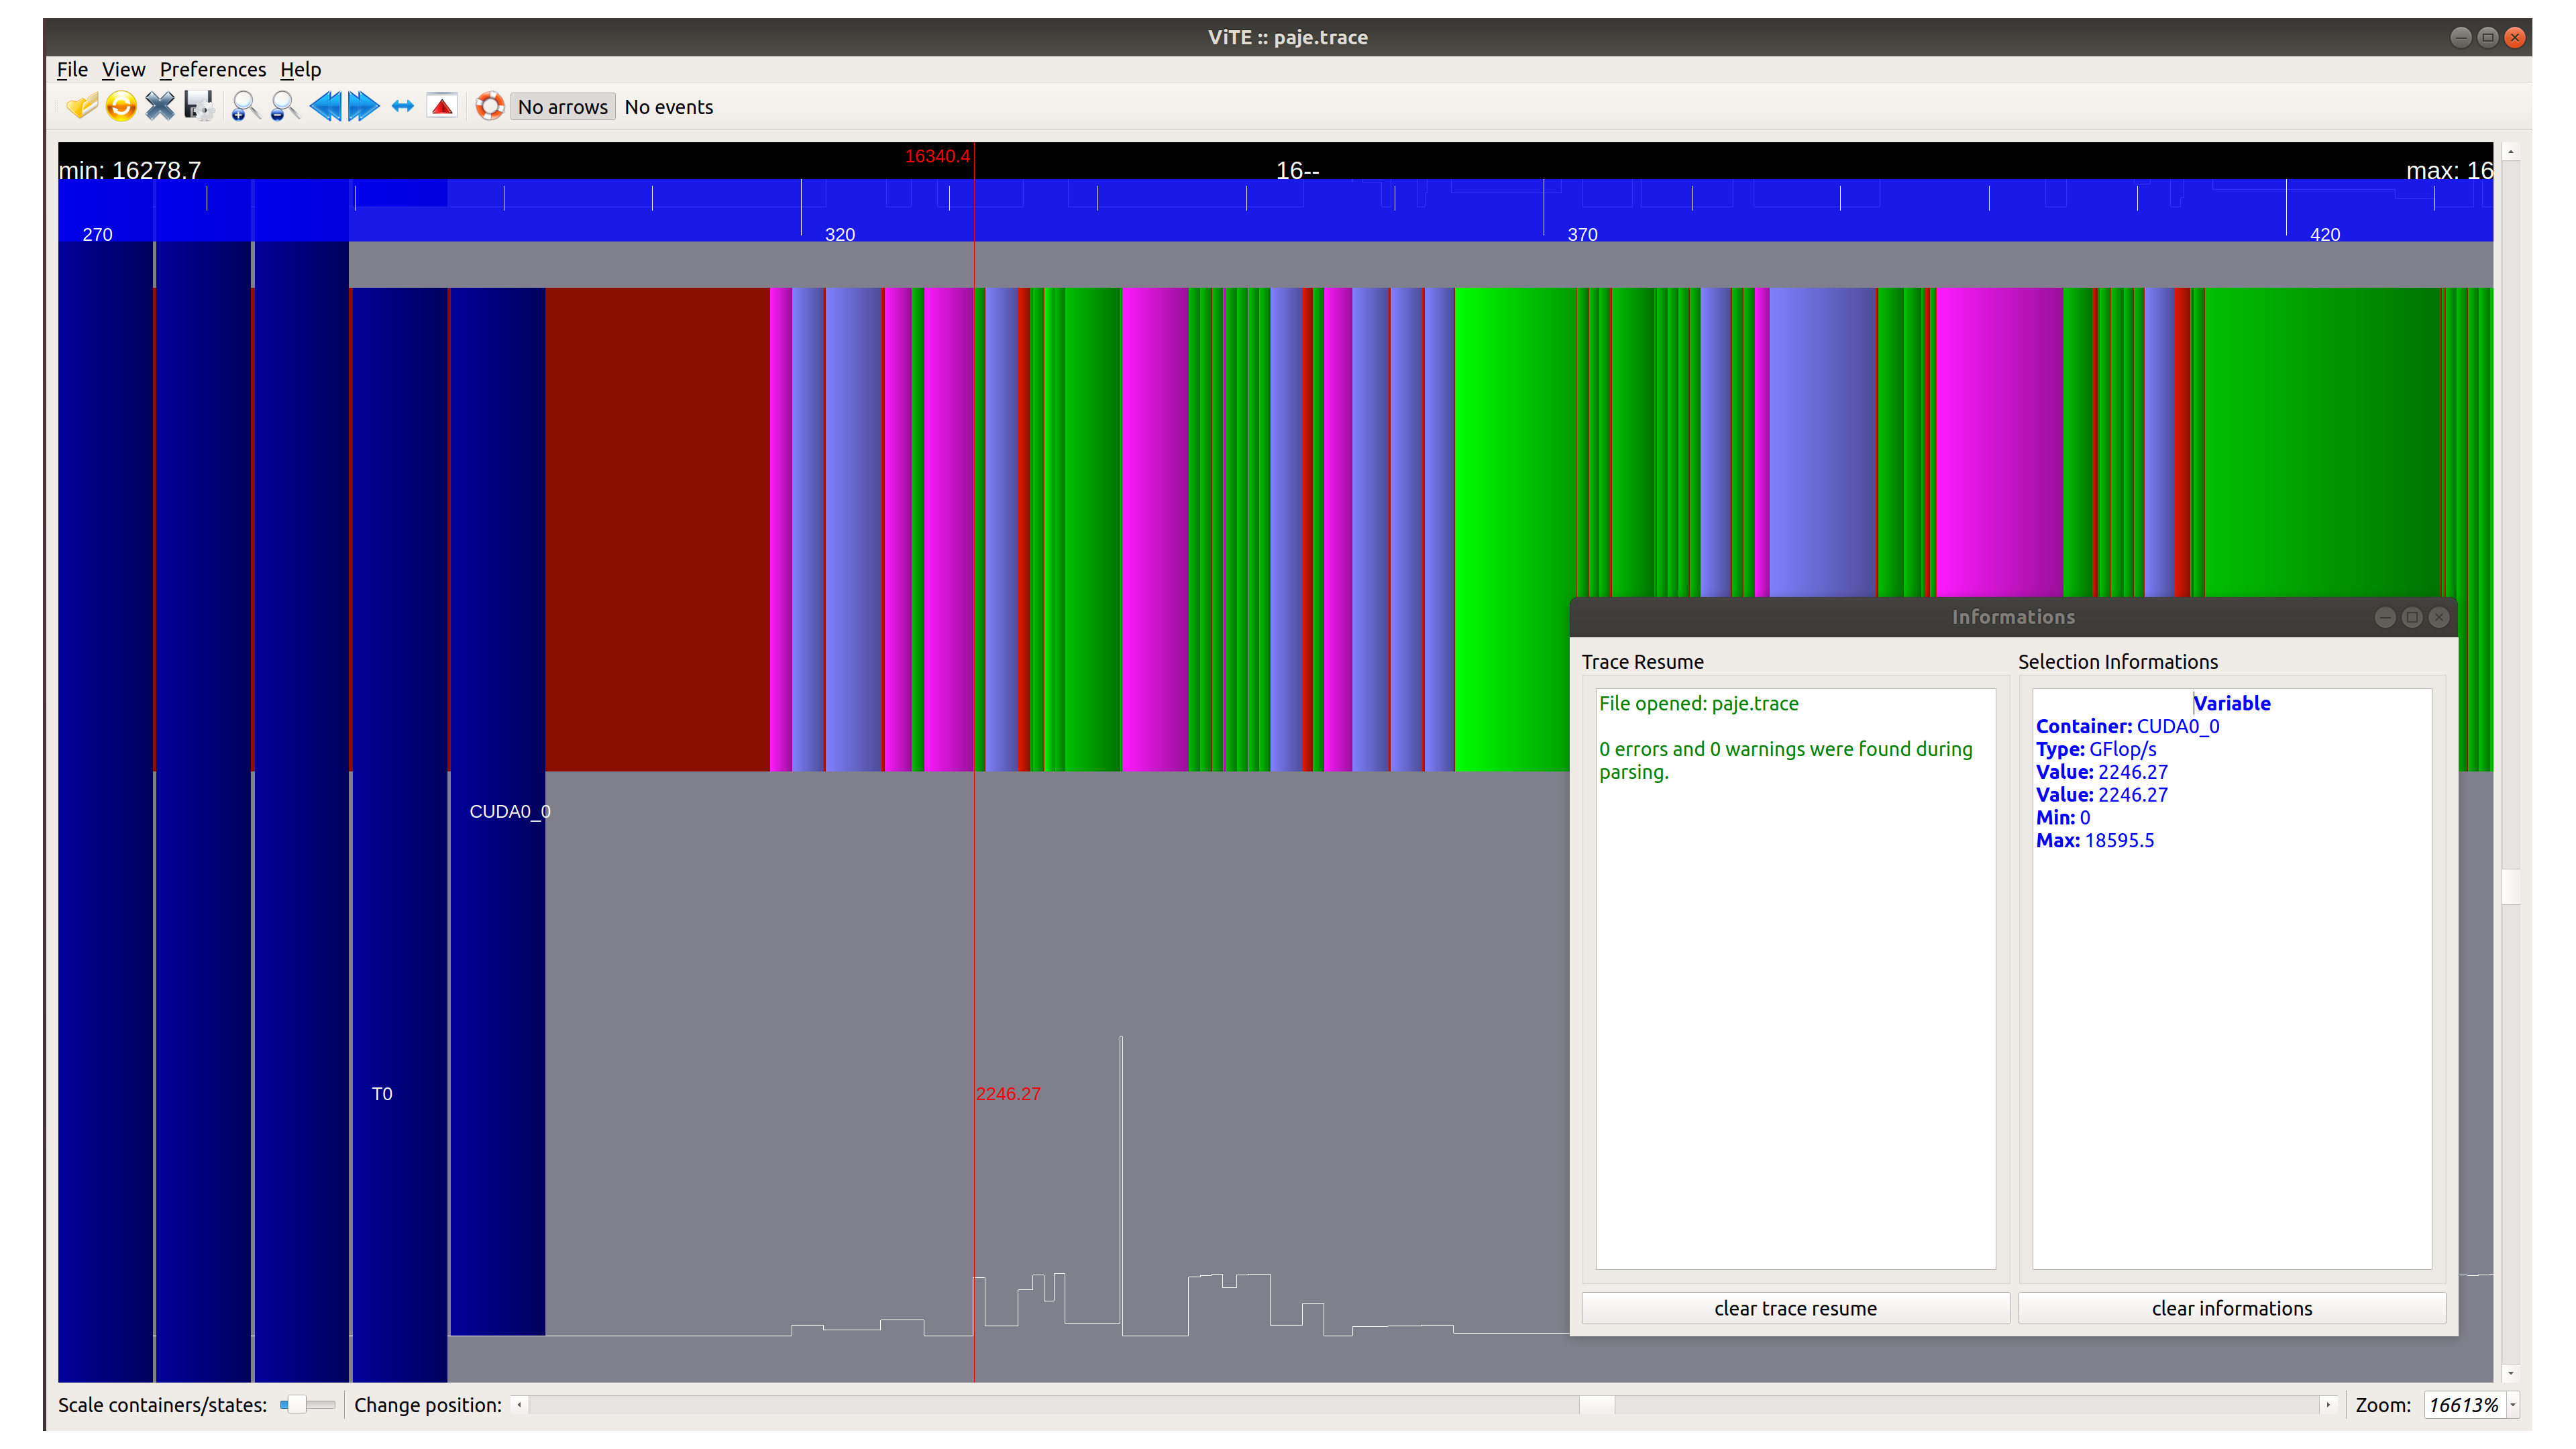 ViTE :: paje.trace
File View Preferences Help
No arrows No events
min: 16278.7 16340.4 16-- max: 16
270 320 370 420
CUDA0_0
T0
2246.27
Informations
Trace Resume
File opened: paje.trace
0 errors and 0 warnings were found during
parsing.
clear trace resume
Selection Informations
Variable
Container: CUDA0_0
Type: GFlop/s
Value: 2246.27
Value: 2246.27
Min: 0
Max: 18595.5
clear informations
Scale containers/states: Change position: Zoom: 16613%